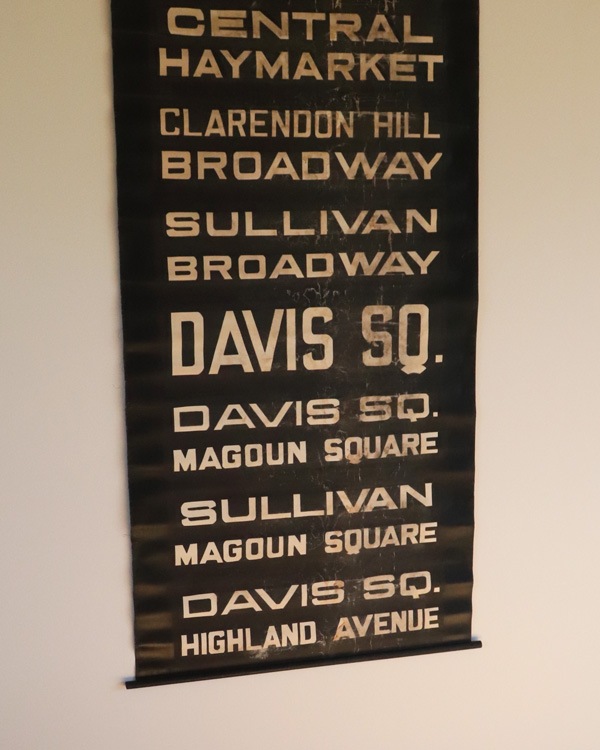 CENTRAL
HAYMARKET
CLARENDON HILL
BROADWAY
SULLIVAN
BROADWAY
DAVIS SQ.
DAVIS SQ.
MAGOUN SQUARE
SULLIVAN
MAGOUN SQUARE
DAVIS SQ.
HIGHLAND AVENUE